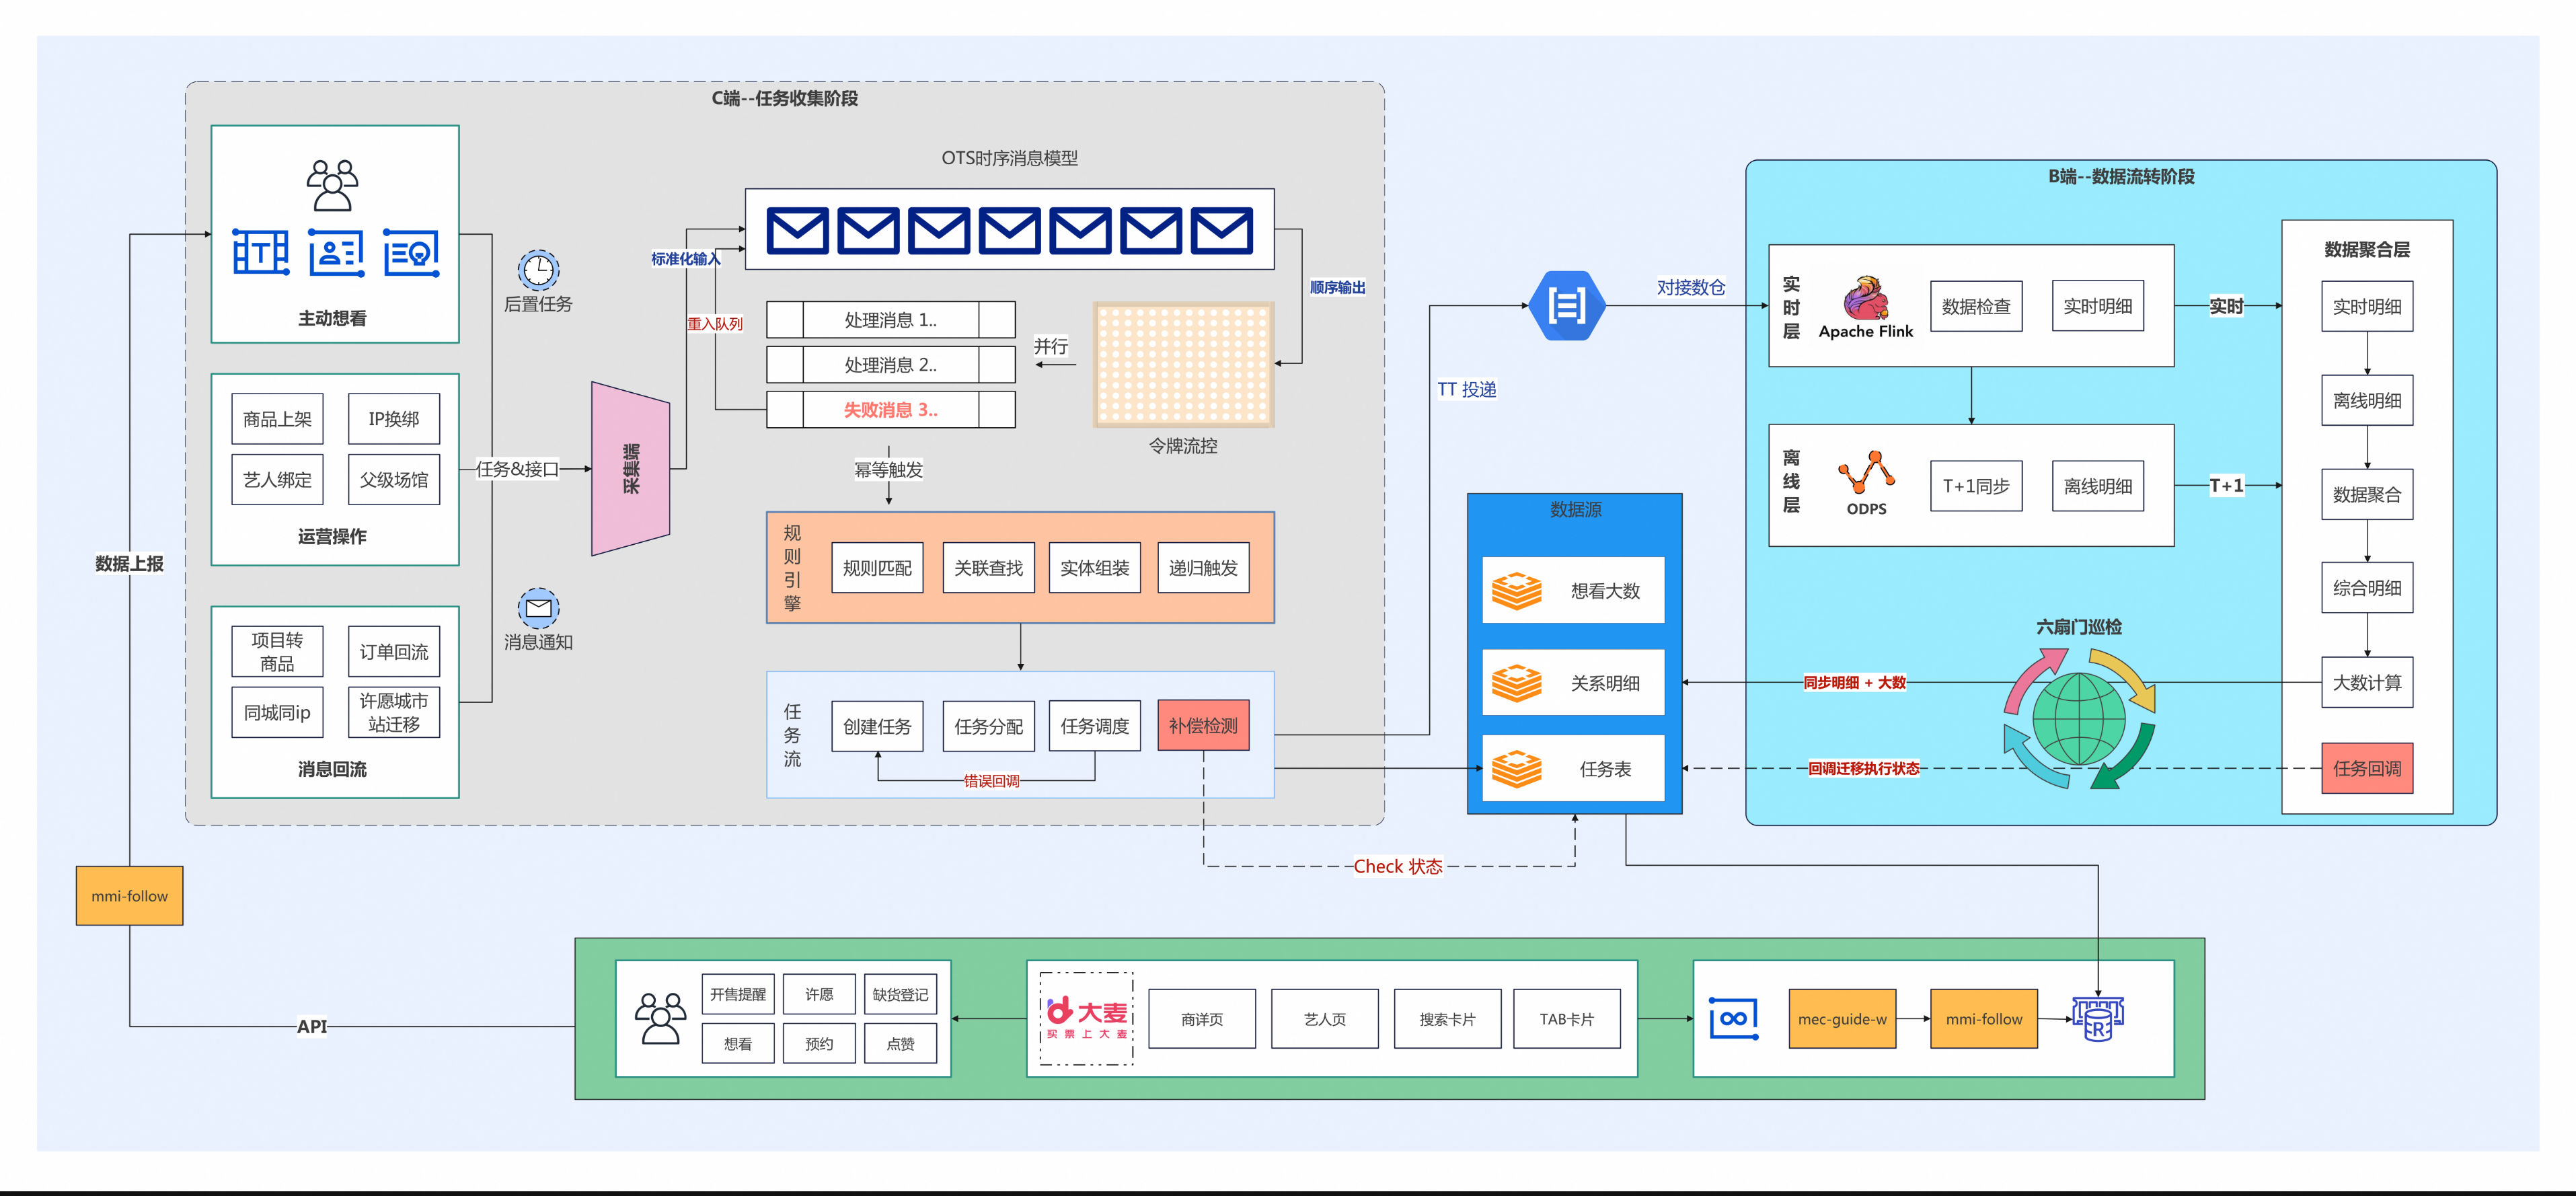 C端--任务收集阶段
主动想看
商品上架
IP换绑
艺人绑定
父级场馆
运营操作
项目转
商品
订单回流
同城同ip
许愿城市
站迁移
消息回流
后置任务
任务&接口
消息通知
采集端
OTS时序消息模型
标准化输入
重入队列
顺序输出
处理消息 1..
处理消息 2..
失败消息 3..
并行
令牌流控
幂等触发
规
则
引
擎
规则匹配
关联查找
实体组装
递归触发
任
务
流
创建任务
任务分配
任务调度
补偿检测
错误回调
TT 投递
对接数仓
数据源
想看大数
关系明细
任务表
Check 状态
B端--数据流转阶段
实
时
层
Apache Flink
数据检查
实时明细
实时
离
线
层
ODPS
T+1同步
离线明细
T+1
数据聚合层
实时明细
离线明细
数据聚合
综合明细
大数计算
任务回调
六扇门巡检
同步明细 + 大数
回调迁移执行状态
数据上报
mmi-follow
API
开售提醒
许愿
缺货登记
想看
预约
点赞
大麦
买票上大麦
商详页
艺人页
搜索卡片
TAB卡片
mec-guide-w
mmi-follow
R